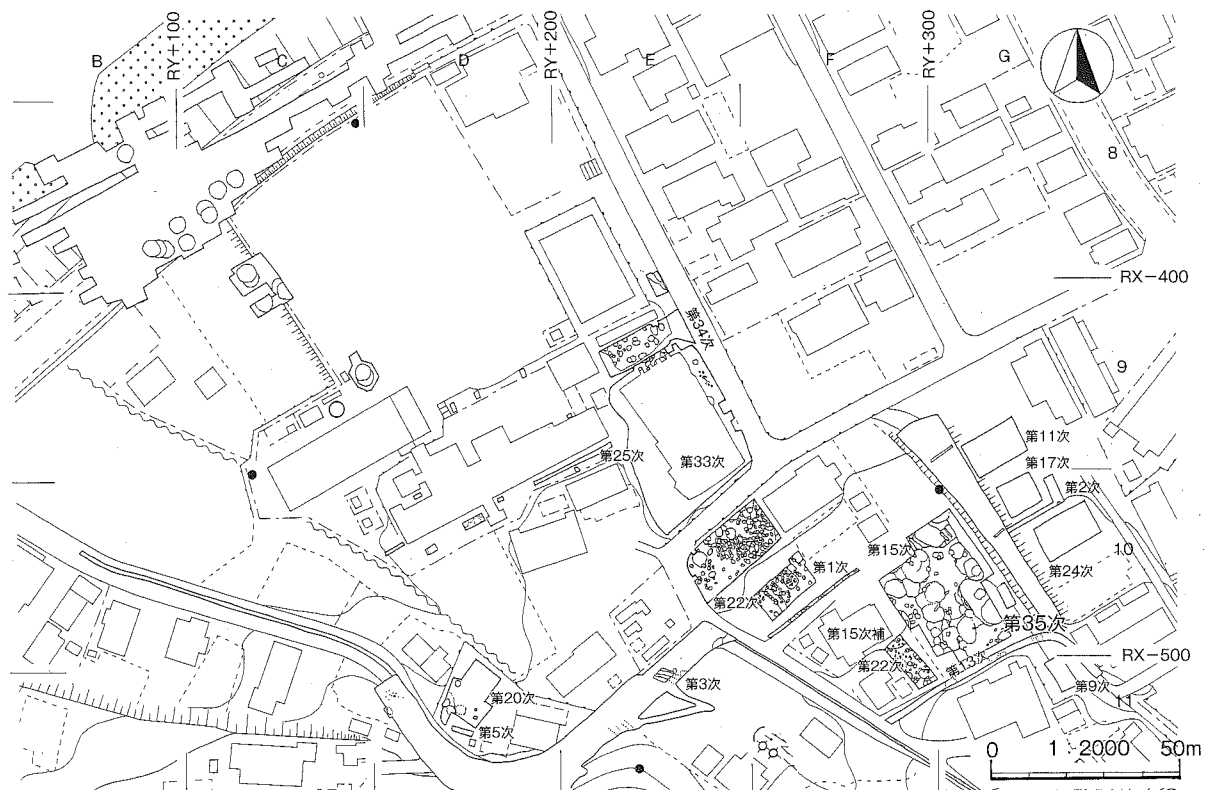 B
RY+100
C
D
RY+200
E
F
RY+300
G
8
RX-400
第34次
9
第25次
第33次
第11次
第17次
第2次
10
第15次
第1次
第24次
第22次
第35次
第15次補
第22次
第13次
RX-500
第3次
第9次
11
第20次
第5次
0 1 2000 50m